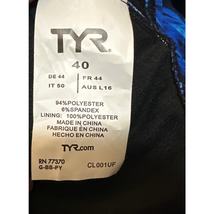 TYR
40
DE 44 FR 44
IT 50 AUS L16
94%POLYESTER
6%SPANDEX
LINING: 100% POLYESTER
MADE IN CHINA
FABRIQUE EN CHINA
HECHO EN CHINA
TYR.com
RN 77370 CL001UF
G-BB-PY